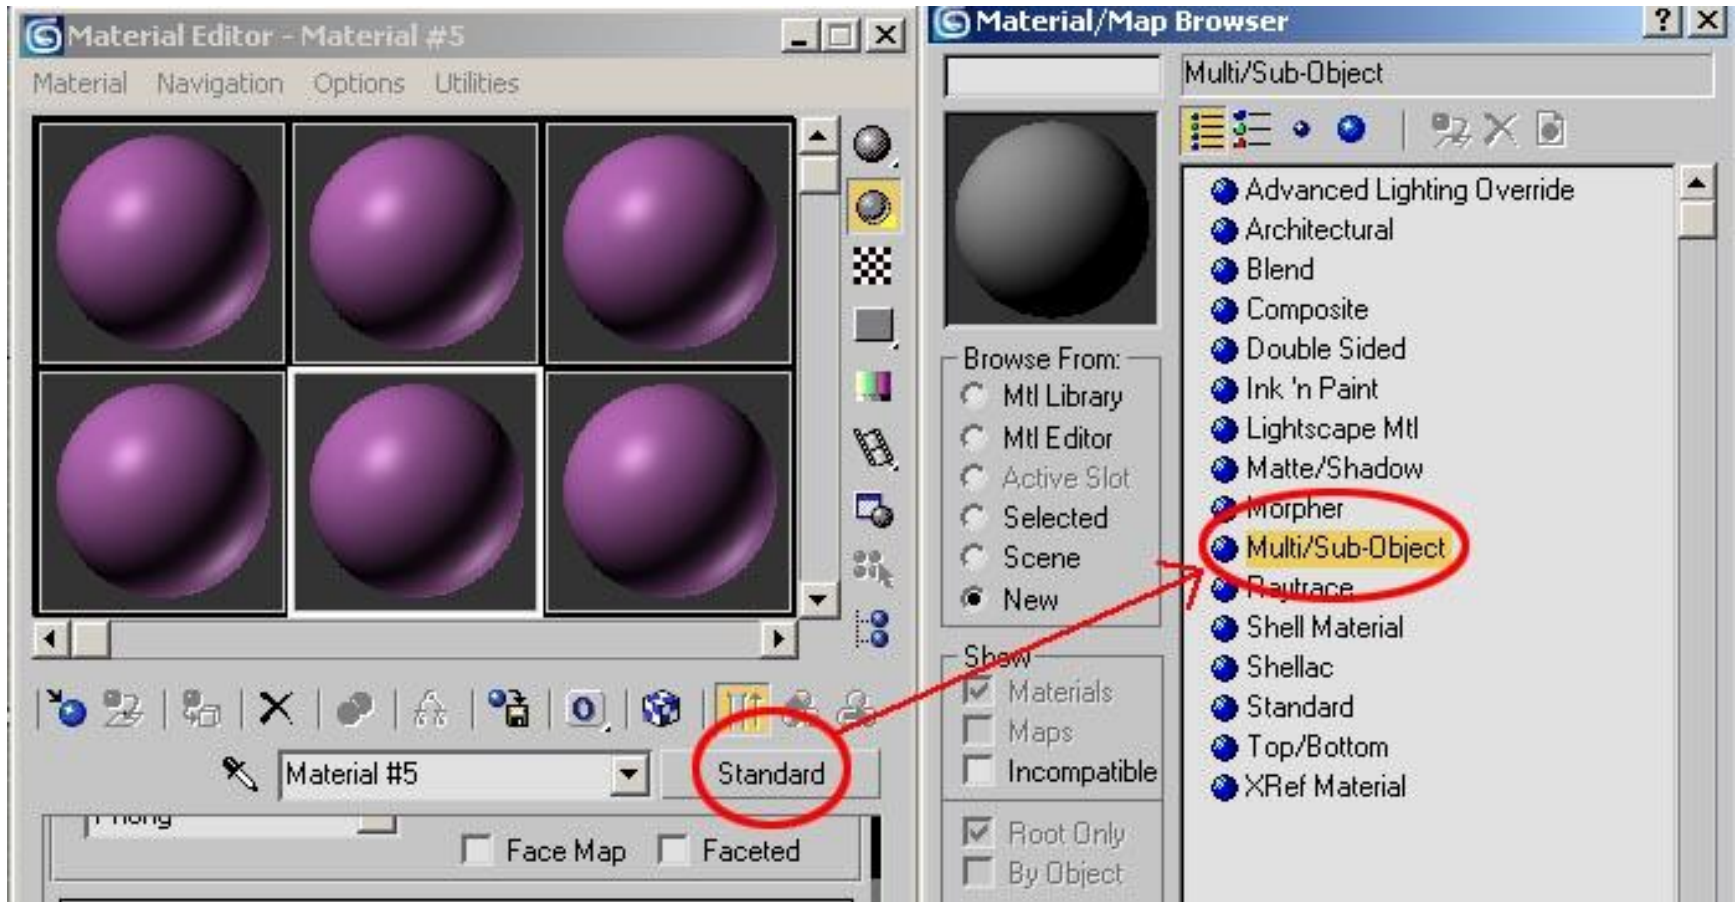 Material Editor - Material #5
Material Navigation Options Utilities
Material #5
Standard
Phong
Face Map Faceted
Material/Map Browser
Multi/Sub-Object
Browse From:
Mtl Library
Mtl Editor
Active Slot
Selected
Scene
New
Show
Materials
Maps
Incompatible
Root Only
By Object
Advanced Lighting Override
Architectural
Blend
Composite
Double Sided
Ink 'n Paint
Lightscape Mtl
Matte/Shadow
Morpher
Multi/Sub-Object
Raytrace
Shell Material
Shellac
Standard
Top/Bottom
XRef Material